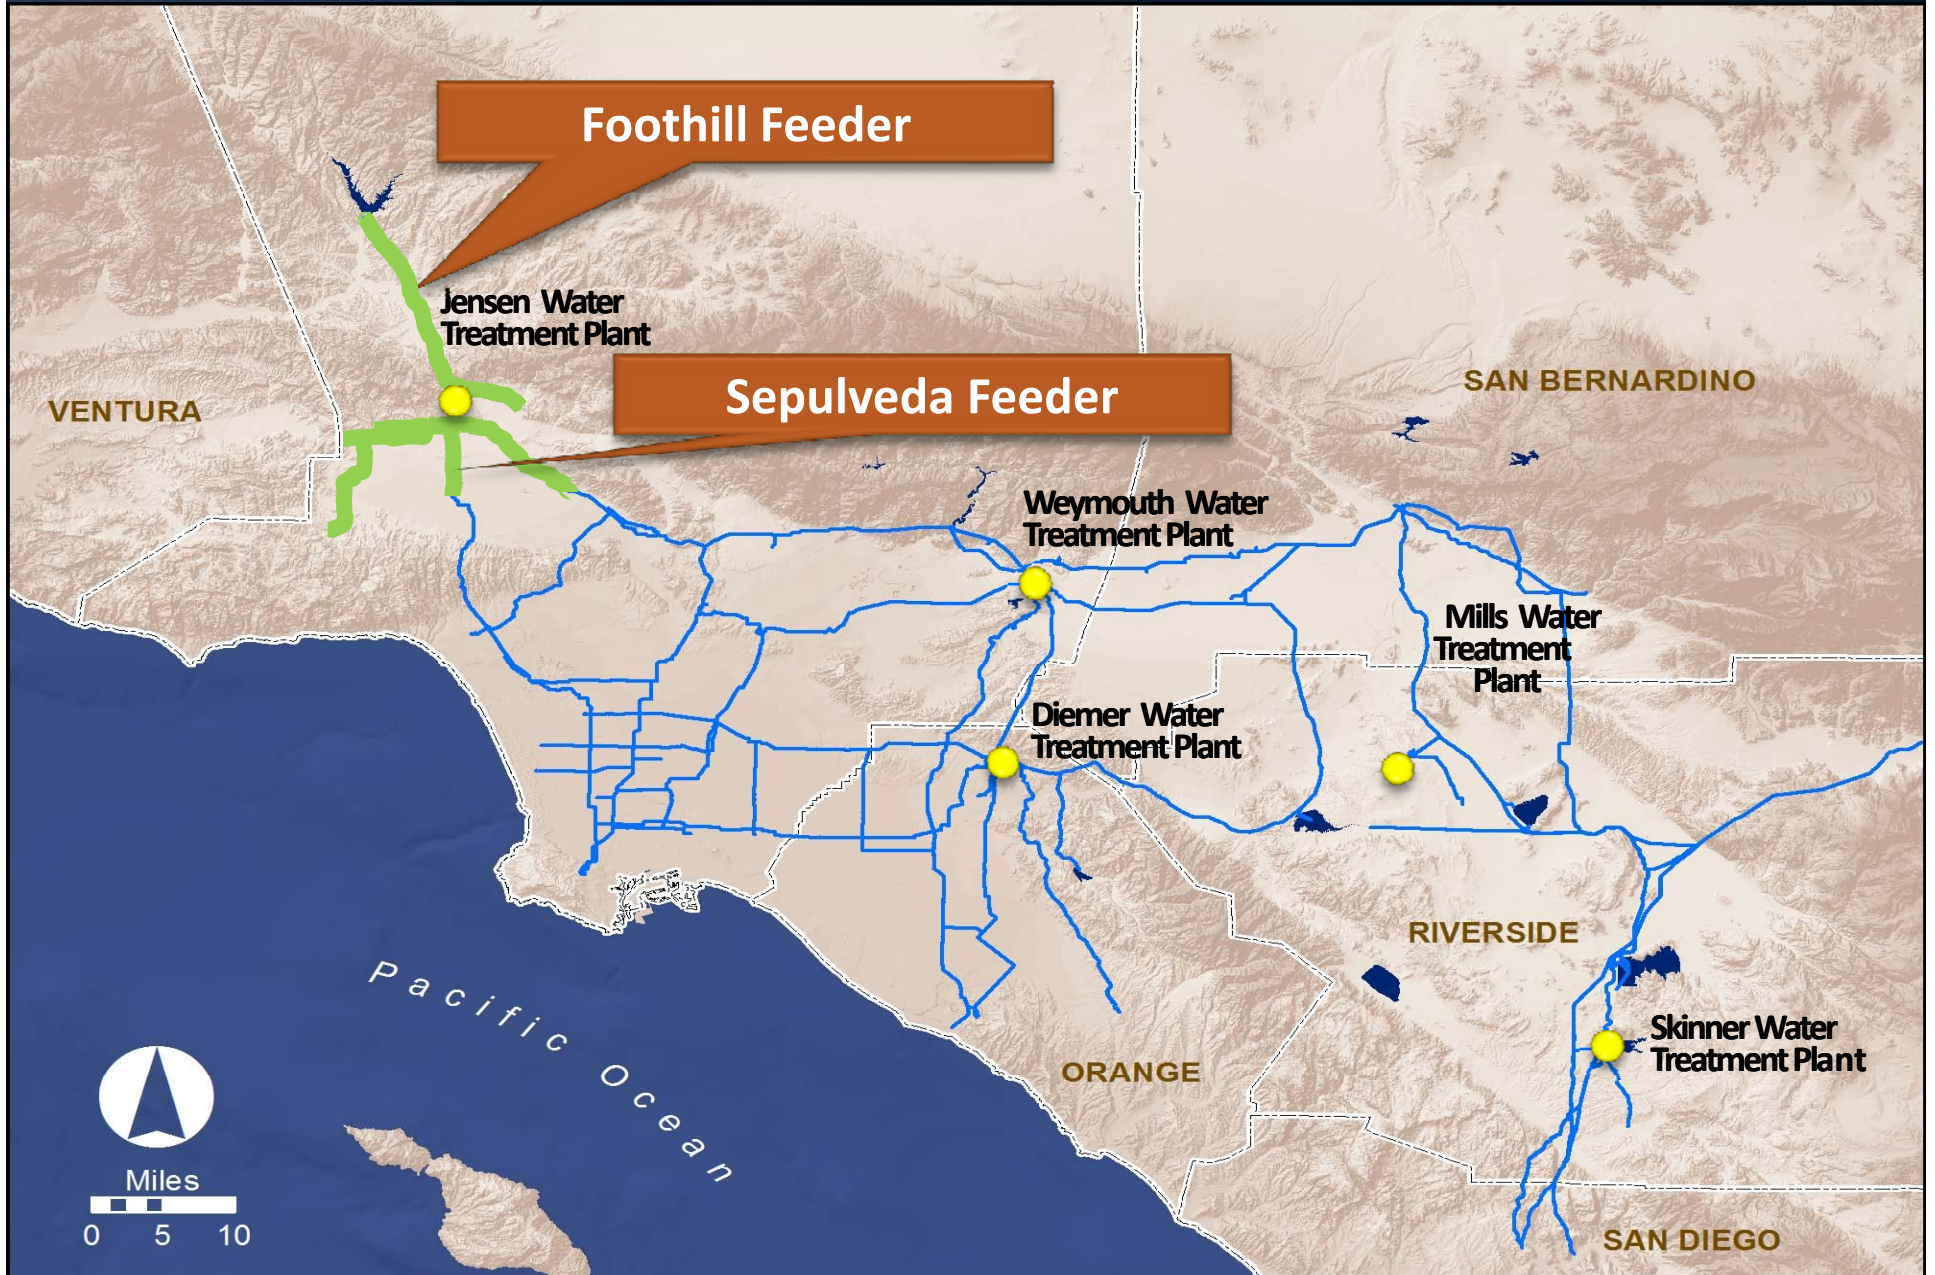 Foothill Feeder
Jensen Water
Treatment Plant
Sepulveda Feeder
VENTURA
SAN BERNARDINO
Weymouth Water
Treatment Plant
Mills Water
Treatment
Plant
Diemer Water
Treatment Plant
RIVERSIDE
Pacific Ocean
Skinner Water
Treatment Plant
ORANGE
Miles
0 5 10
SAN DIEGO